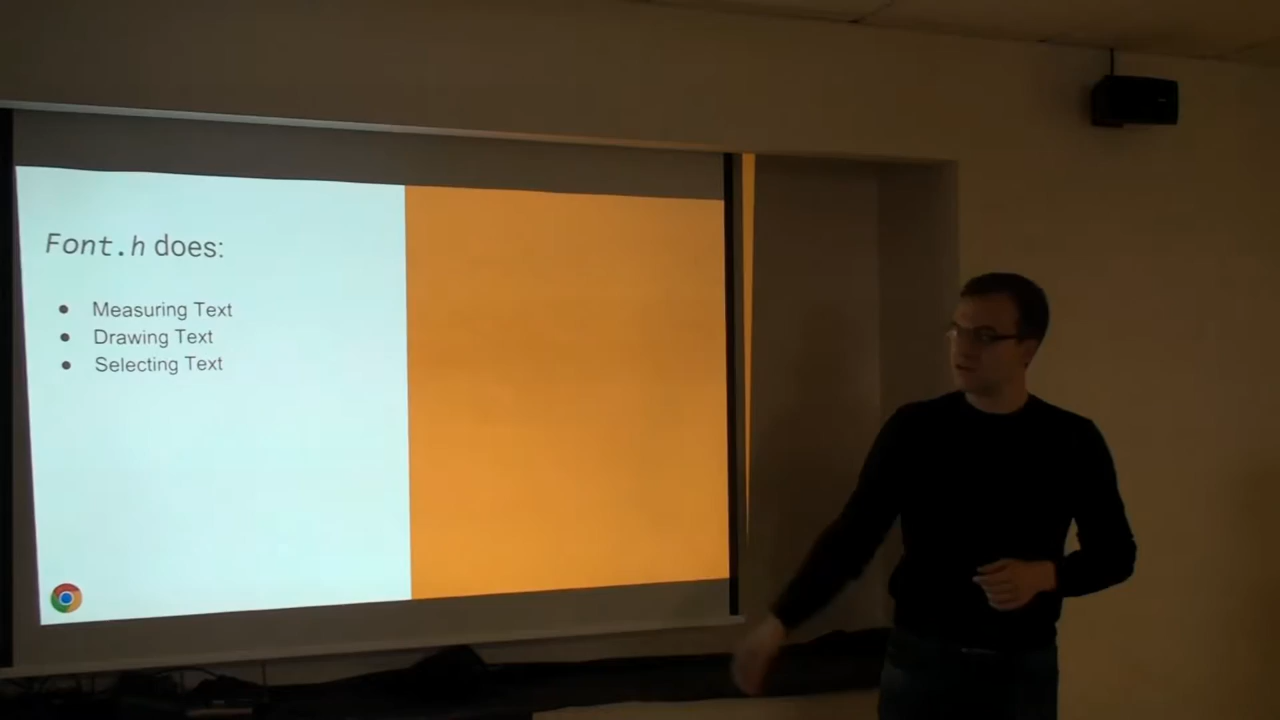 Font.h does:
● Measuring Text
● Drawing Text
● Selecting Text